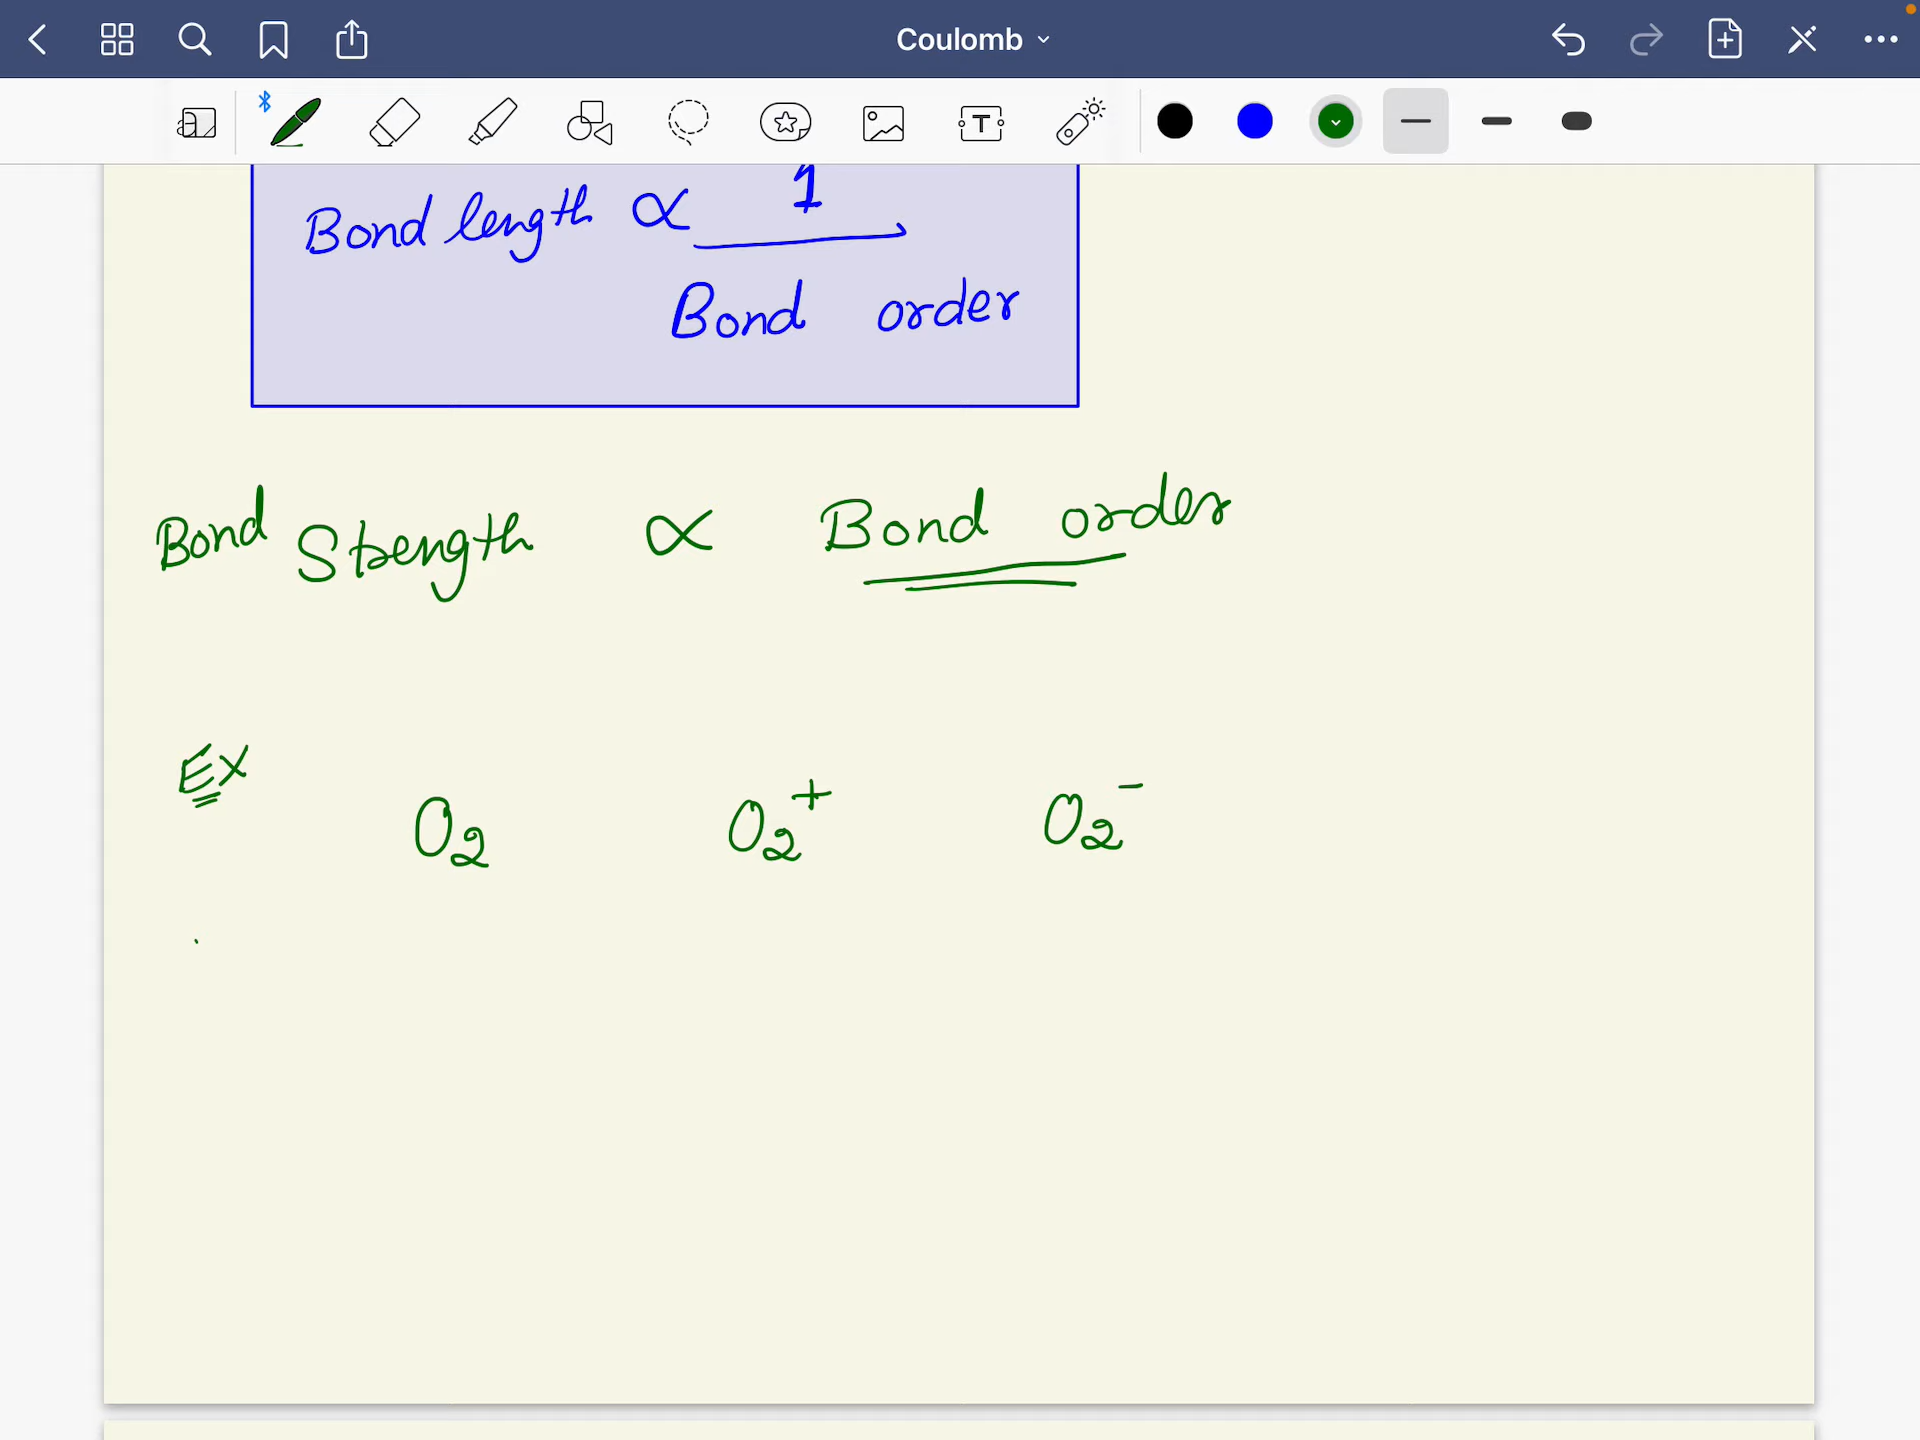 Coulomb
Bond length ∝ 1
Bond order
Bond Strength ∝ Bond order
Ex
O₂ O₂⁺ O₂⁻